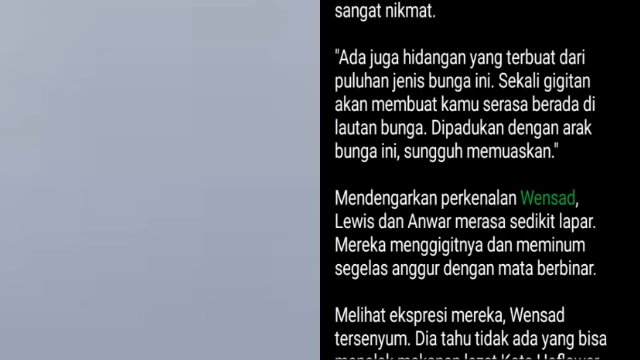 sangat nikmat.
"Ada juga hidangan yang terbuat dari
puluhan jenis bunga ini. Sekali gigitan
akan membuat kamu serasa berada di
lautan bunga. Dipadukan dengan arak
bunga ini, sungguh memuaskan."
Mendengarkan perkenalan Wensad,
Lewis dan Anwar merasa sedikit lapar.
Mereka menggigitnya dan meminum
segelas anggur dengan mata berbinar.
Melihat ekspresi mereka, Wensad
tersenyum. Dia tahu tidak ada yang bisa